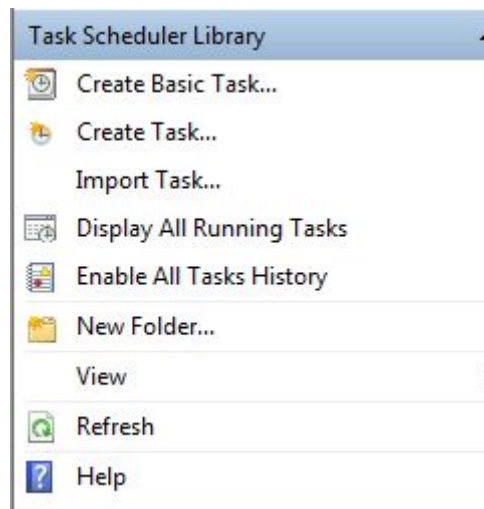 Task Scheduler Library
Create Basic Task...
Create Task...
Import Task...
Display All Running Tasks
Enable All Tasks History
New Folder...
View
Refresh
Help